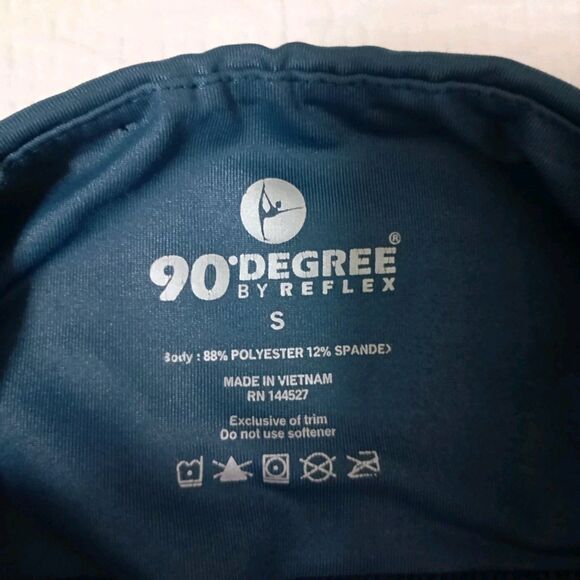 90°DEGREE®
BY REFLEX
S
Body : 88% POLYESTER 12% SPANDEX
MADE IN VIETNAM
RN 144527
Exclusive of trim
Do not use softener